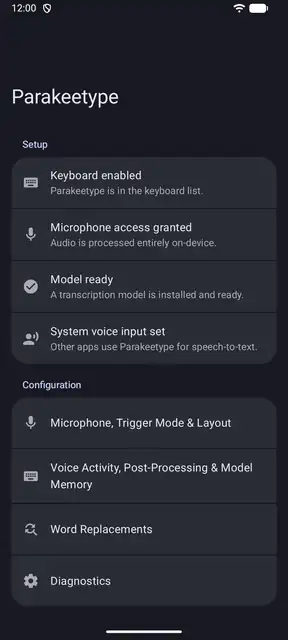 12:00
Parakeetype
Setup
Keyboard enabled
Parakeetype is in the keyboard list.
Microphone access granted
Audio is processed entirely on-device.
Model ready
A transcription model is installed and ready.
System voice input set
Other apps use Parakeetype for speech-to-text.
Configuration
Microphone, Trigger Mode & Layout
Voice Activity, Post-Processing & Model
Memory
Word Replacements
Diagnostics